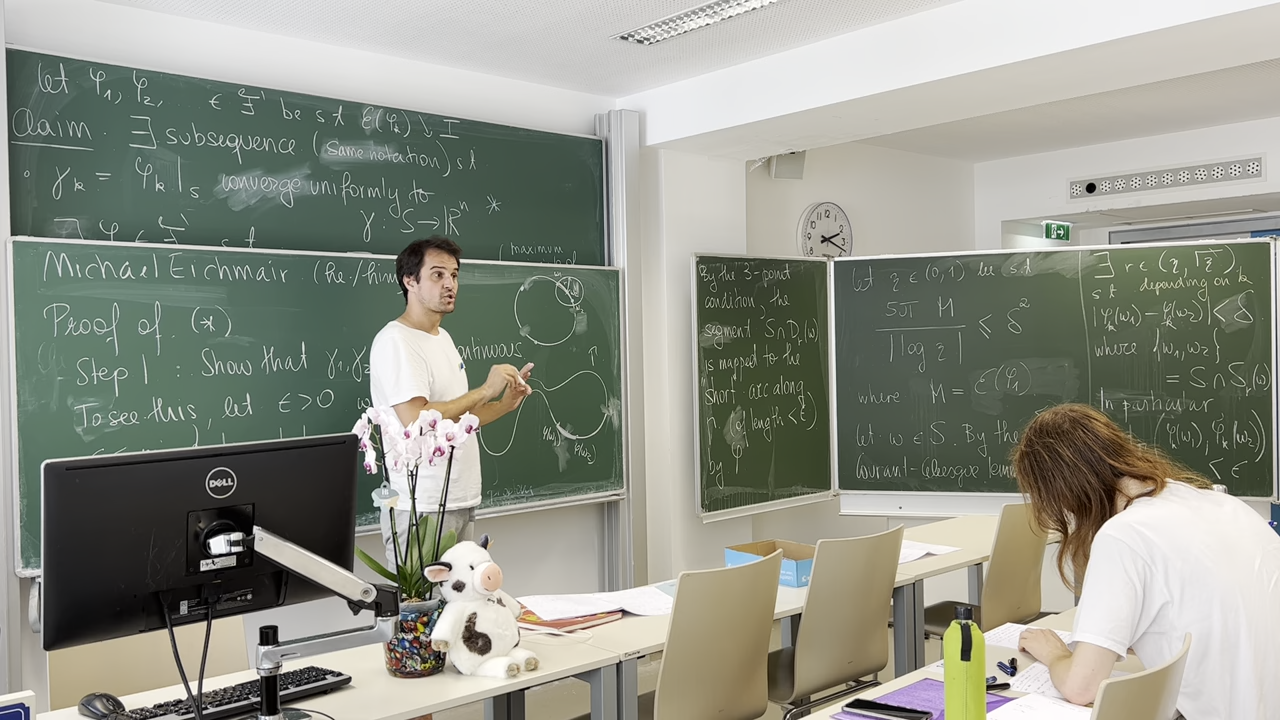 Let φ₁, φ₂, ... ∈ F' be st E(φₖ) ↘ I
Claim. ∃ subsequence (same notation) s t
• γₖ = φₖ|ₛ converge uniformly to
γ : S → ℝⁿ *
∃ φ ∈ F' s t
(maximum
Michael Eichmair (he/him
Proof of (*)
Step 1 : Show that γ₁, γ₂
continuous
To see this, let ε > 0
φ(w₁)
φ(w₂)
By the 3-point
condition, the
segment S∩D (w)
is mapped to the
"short" arc along
Γ (of length < ε)
by φ
Let η ∈ (0,1) be s t
5π M / |log η| ≤ δ²
where M = E(φ₁)
Let w ∈ S. By the
Courant-Lebesgue lemma
∃ r ∈ (η, √η)
s t depending on k
|φₖ(w₁) - φₖ(w₂)| < δ
where {w₁, w₂}
= S ∩ Sᵣ(w)
In particular
(φₖ(w₁), φₖ(w₂))
< ε
DELL